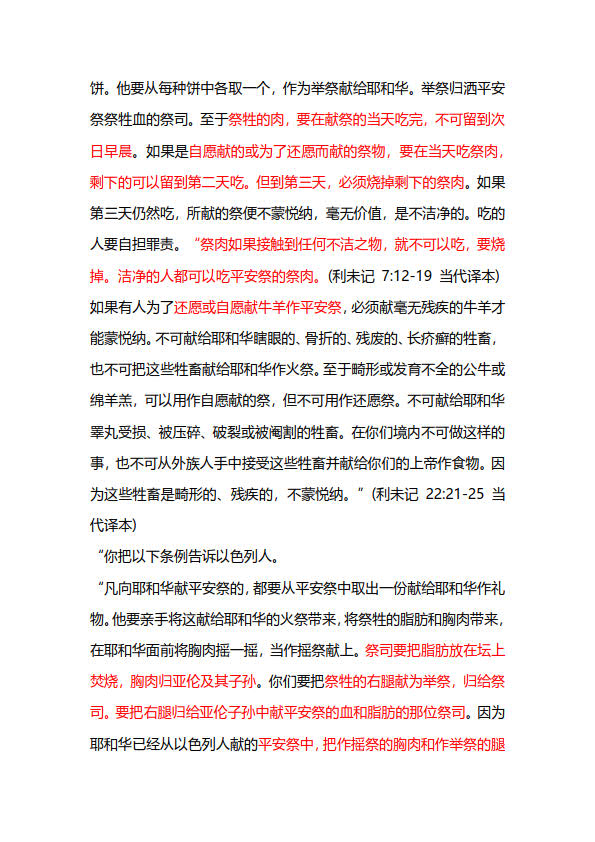 饼。他要从每种饼中各取一个，作为举祭献给耶和华。举祭归洒平安
祭祭牲血的祭司。至于祭牲的肉，要在献祭的当天吃完，不可留到次
日早晨。如果是自愿献的或为了还愿而献的祭物，要在当天吃祭肉，
剩下的可以留到第二天吃。但到第三天，必须烧掉剩下的祭肉。如果
第三天仍然吃，所献的祭便不蒙悦纳，毫无价值，是不洁净的。吃的
人要自担罪责。“祭肉如果接触到任何不洁之物，就不可以吃，要烧
掉。洁净的人都可以吃平安祭的祭肉。(利未记 7:12-19 当代译本)
如果有人为了还愿或自愿献牛羊作平安祭，必须献毫无残疾的牛羊才
能蒙悦纳。不可献给耶和华瞎眼的、骨折的、残废的、长疥癣的牲畜，
也不可把这些牲畜献给耶和华作火祭。至于畸形或发育不全的公牛或
绵羊羔，可以用作自愿献的祭，但不可用作还愿祭。不可献给耶和华
睾丸受损、被压碎、破裂或被阉割的牲畜。在你们境内不可做这样的
事，也不可从外族人手中接受这些牲畜并献给你们的上帝作食物。因
为这些牲畜是畸形的、残疾的，不蒙悦纳。”(利未记 22:21-25 当
代译本)
“你把以下条例告诉以色列人。
“凡向耶和华献平安祭的，都要从平安祭中取出一份献给耶和华作礼
物。他要亲手将这献给耶和华的火祭带来，将祭牲的脂肪和胸肉带来，
在耶和华面前将胸肉摇一摇，当作摇祭献上。祭司要把脂肪放在坛上
焚烧，胸肉归亚伦及其子孙。你们要把祭牲的右腿献为举祭，归给祭
司。要把右腿归给亚伦子孙中献平安祭的血和脂肪的那位祭司。因为
耶和华已经从以色列人献的平安祭中，把作摇祭的胸肉和作举祭的腿